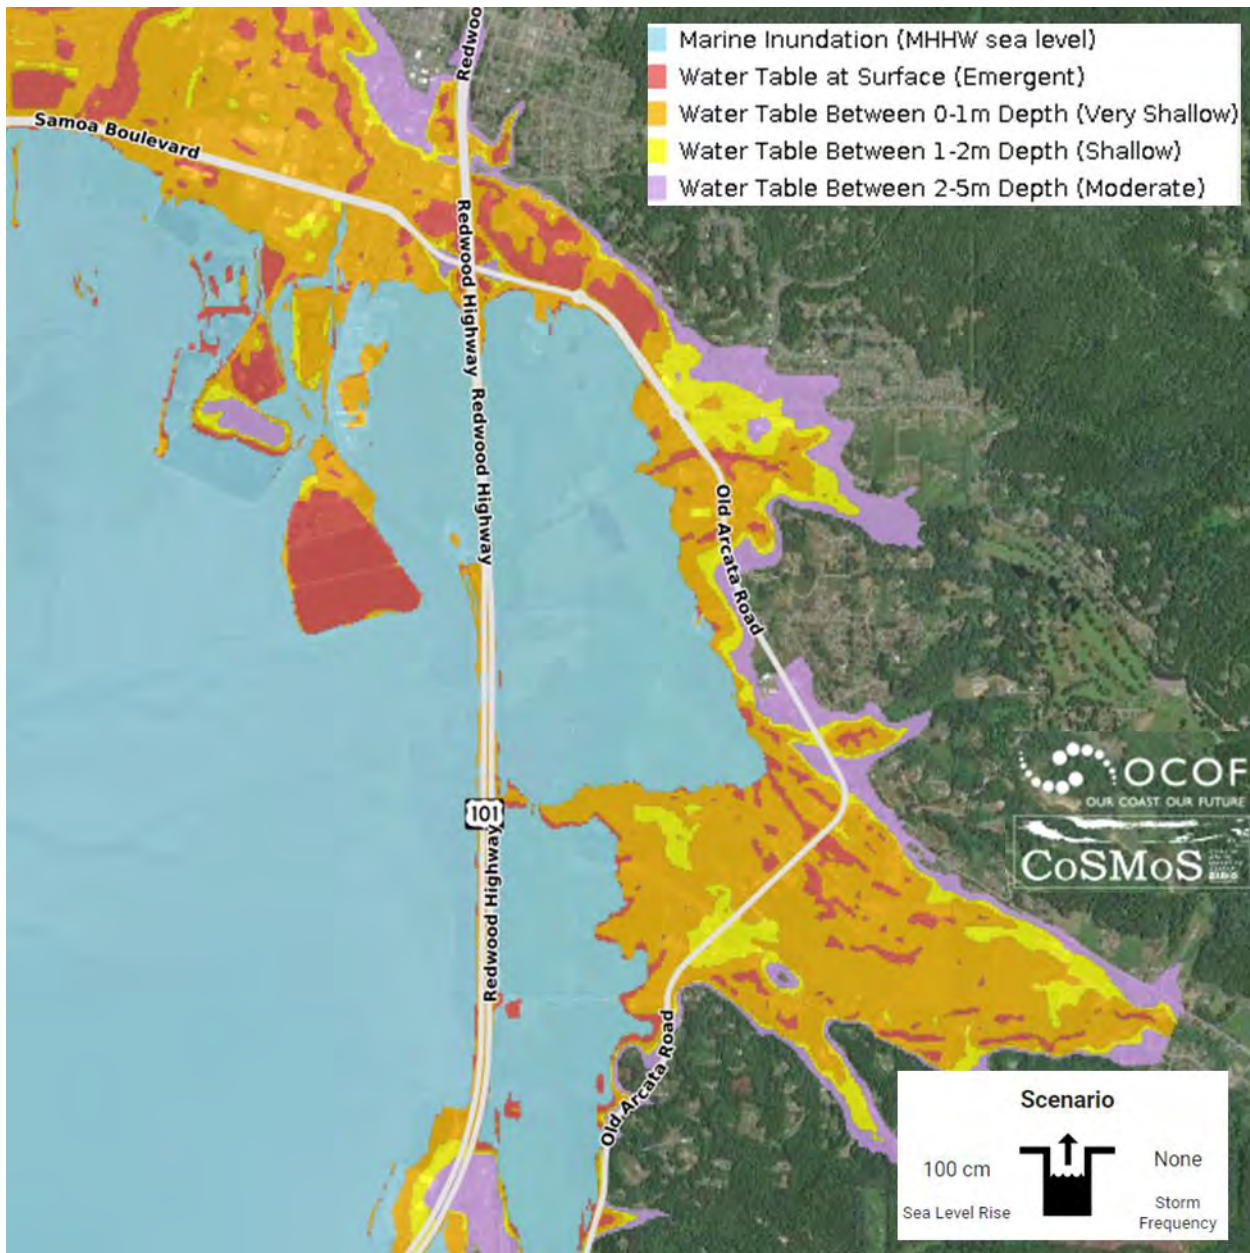 Redwoo
Marine Inundation (MHHW sea level)
Water Table at Surface (Emergent)
Water Table Between 0-1m Depth (Very Shallow)
Water Table Between 1-2m Depth (Shallow)
Water Table Between 2-5m Depth (Moderate)
Samoa Boulevard
Redwood Highway
Redwood Highway
Old Arcata Road
OCOF
OUR COAST OUR FUTURE
101
CoSMoS
Redwood Highway
Old Arcata Road
Scenario
100 cm
None
Sea Level Rise
Storm
Frequency